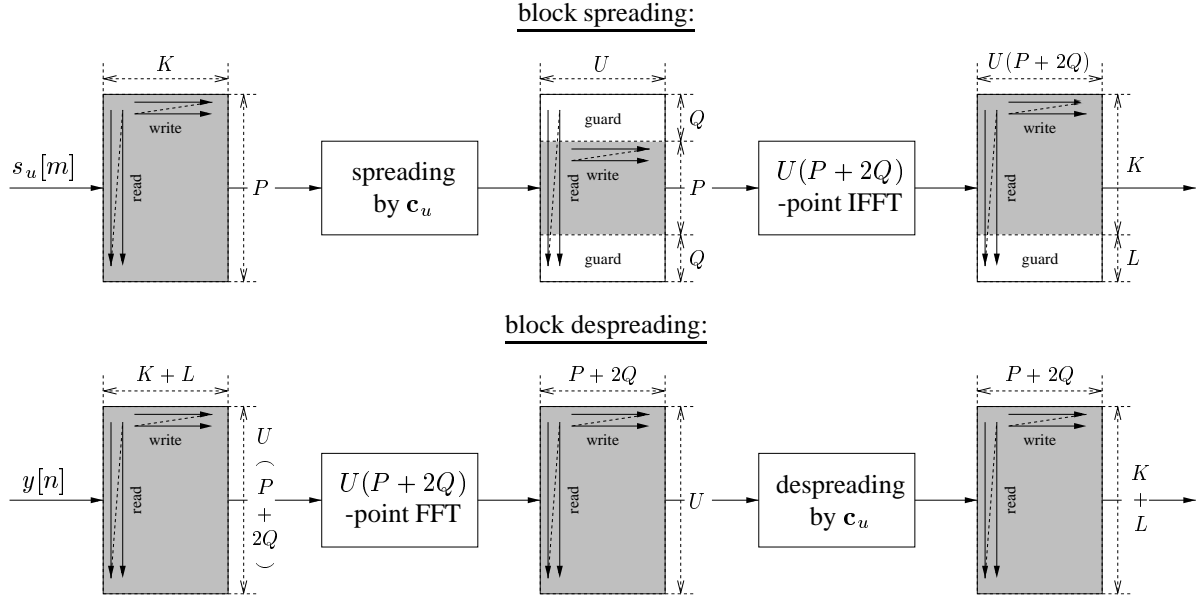 block spreading:
K
U
U(P + 2Q)
s_u[m]
write
read
P
spreading
by c_u
guard
write
read
guard
Q
P
Q
U(P + 2Q)
-point IFFT
write
read
guard
K
L
block despreading:
K + L
P + 2Q
P + 2Q
y[n]
write
read
U
(
P
+
2Q
)
U(P + 2Q)
-point FFT
write
read
U
despreading
by c_u
write
read
K
+
L